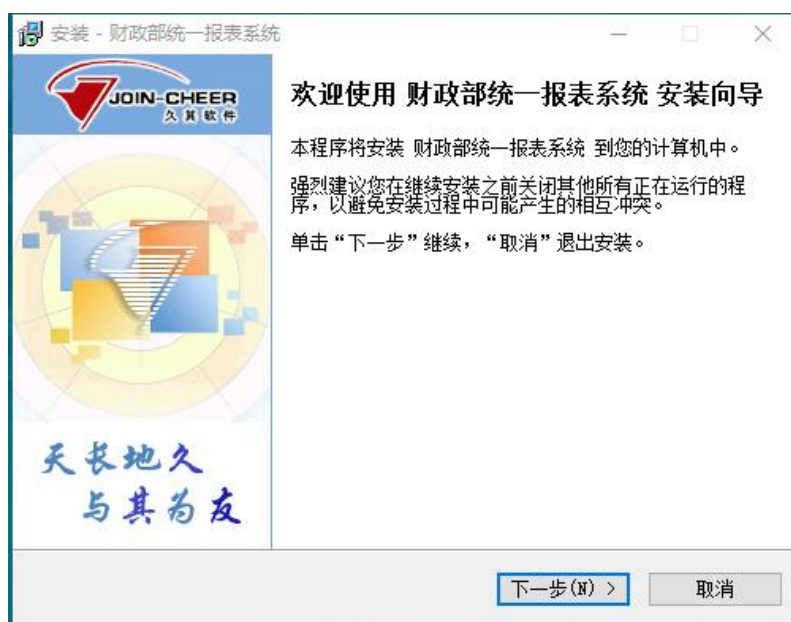 安装 - 财政部统一报表系统
JOIN-CHEER
久其软件
欢迎使用 财政部统一报表系统 安装向导
本程序将安装 财政部统一报表系统 到您的计算机中。
强烈建议您在继续安装之前关闭其他所有正在运行的程
序，以避免安装过程中可能产生的相互冲突。
单击“下一步”继续，“取消”退出安装。
天长地久
与其为友
下一步(N) >
取消